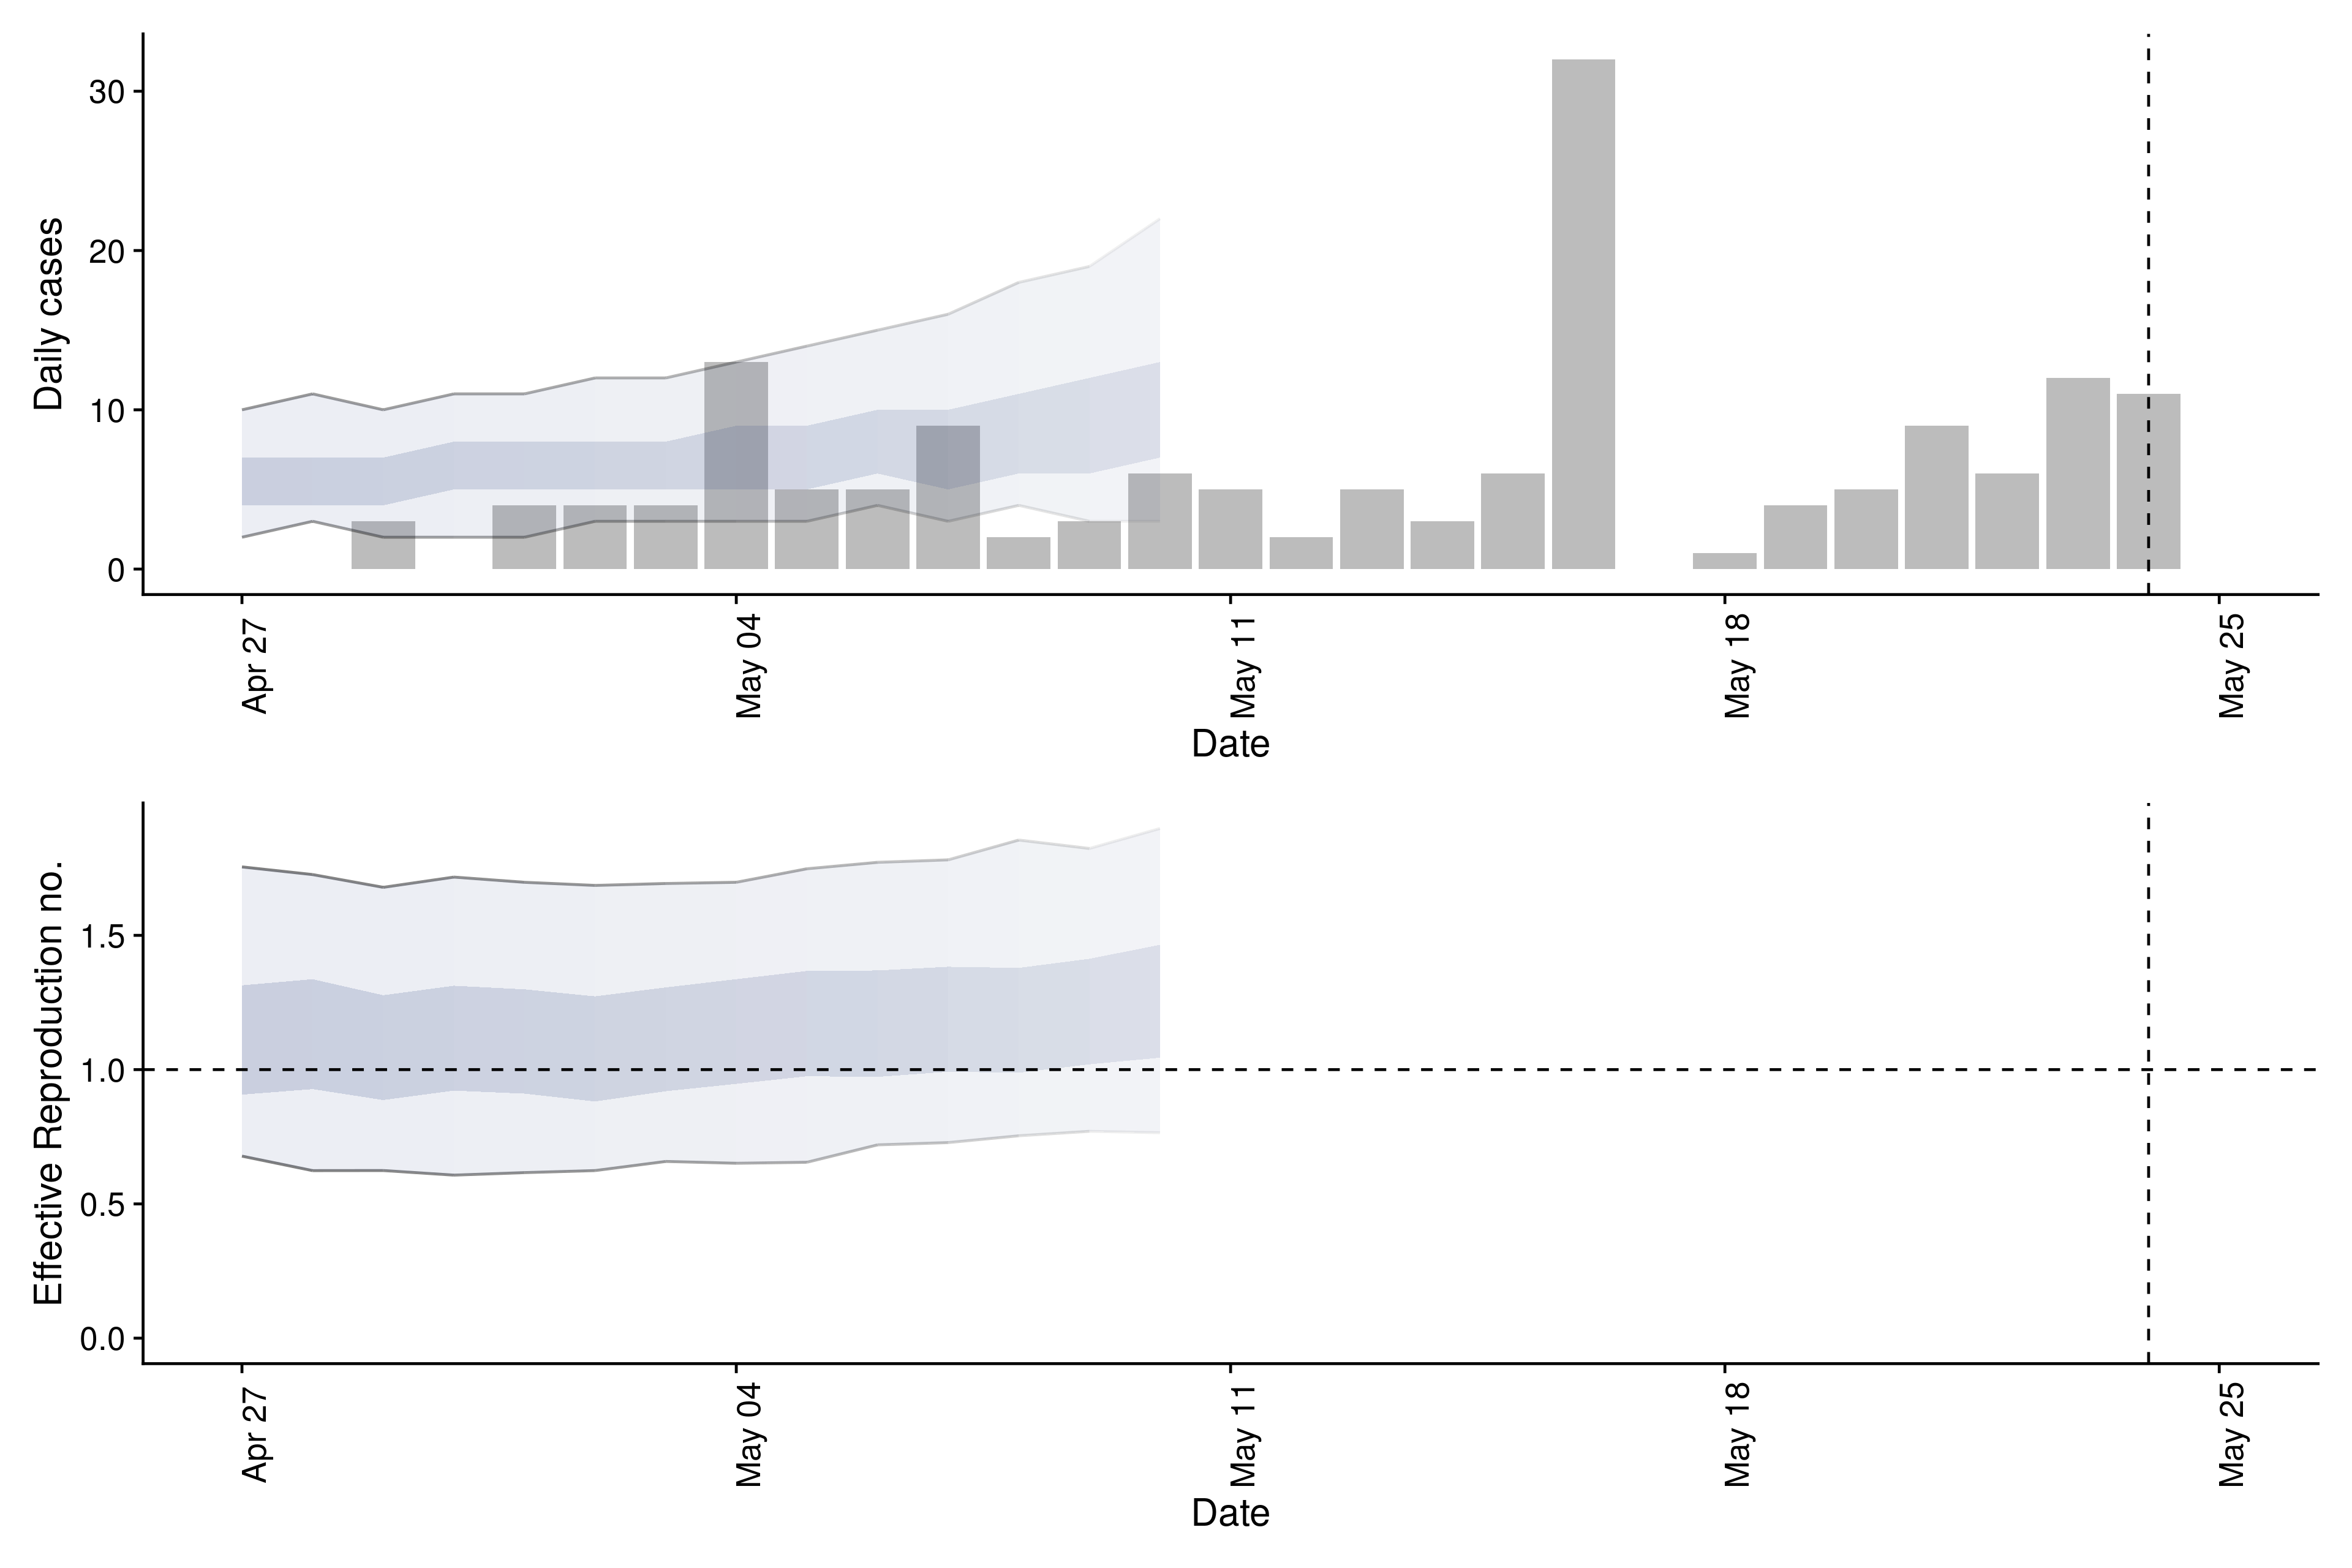 Daily cases
30
20
10
0
Apr 27
May 04
May 11
May 18
May 25
Date
Effective Reproduction no.
1.5
1.0
0.5
0.0
Apr 27
May 04
May 11
May 18
May 25
Date